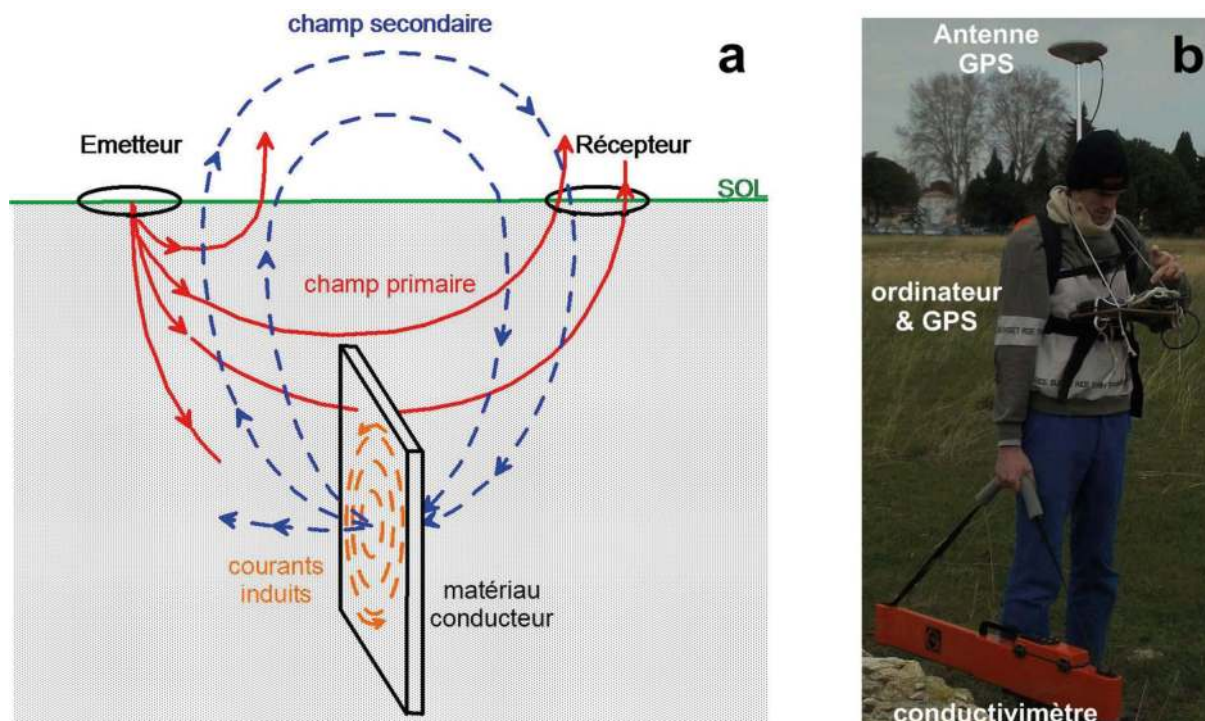 champ secondaire
a
Emetteur
Récepteur
SOL
champ primaire
courants
induits
matériau
conducteur
b
Antenne
GPS
ordinateur
& GPS
conductivimètre